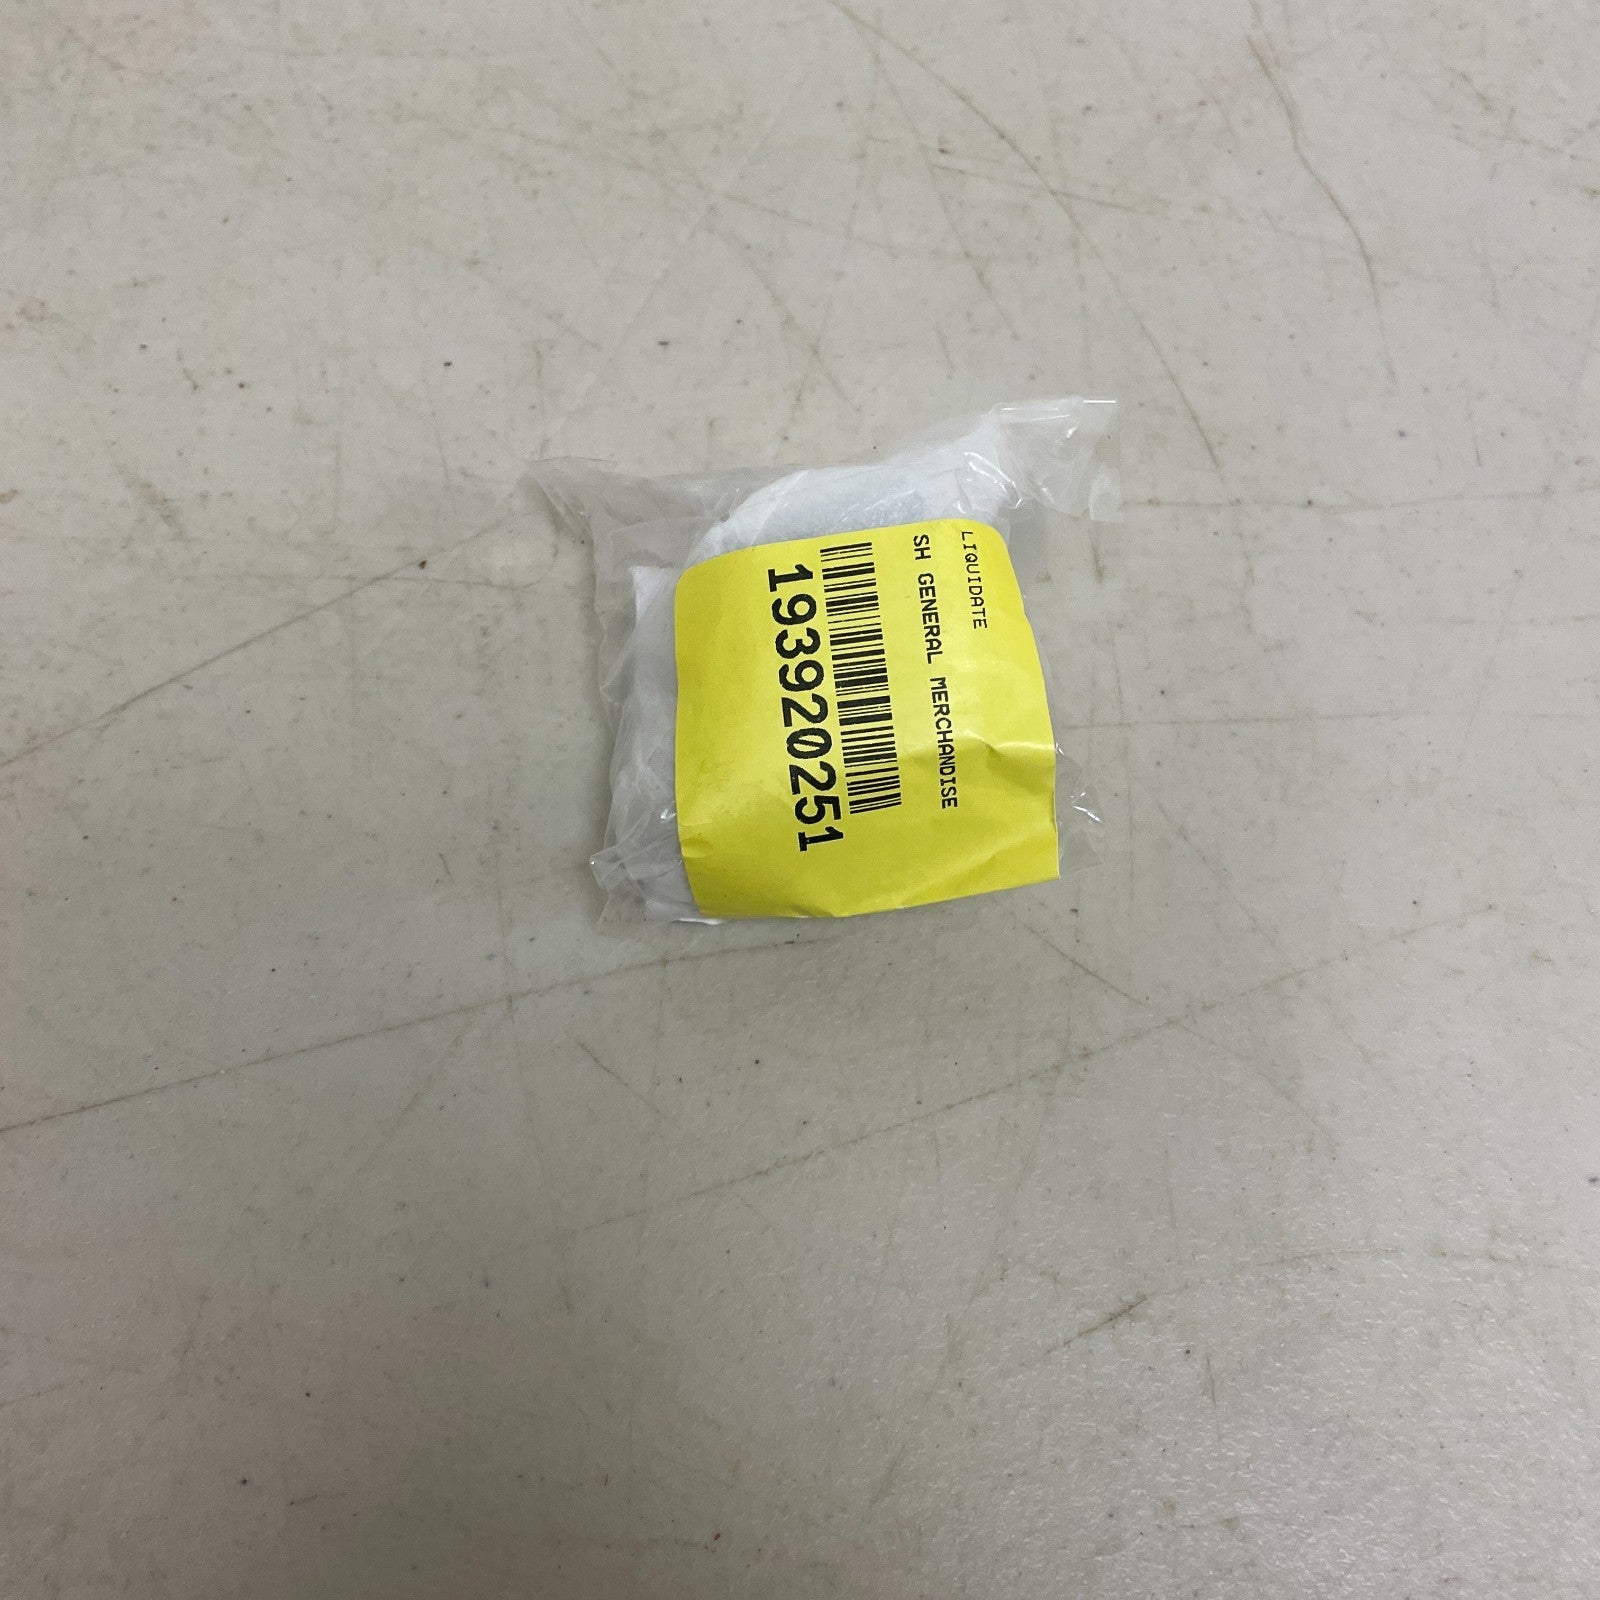 LIQUIDATE
SH GENERAL MERCHANDISE
193920251